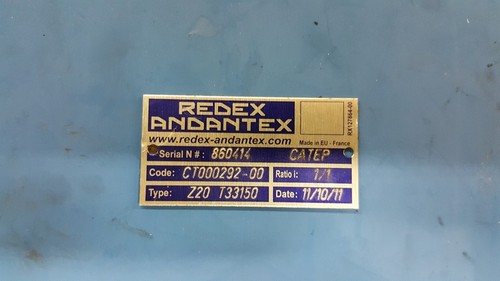 REDEX
ANDANTEX
www.redex-andantex.com
Made in EU - France
Serial N #: 860414 CATEP
Code: CT000292-00 Ratio i: 1/1
Type: Z20 T33150 Date: 11/10/11
RX127864-00